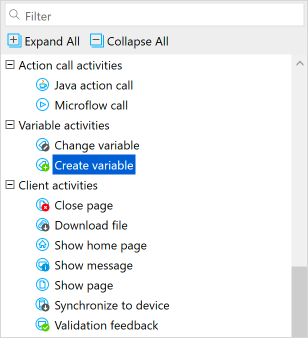 Filter
Expand All Collapse All
Action call activities
Java action call
Microflow call
Variable activities
Change variable
Create variable
Client activities
Close page
Download file
Show home page
Show message
Show page
Synchronize to device
Validation feedback